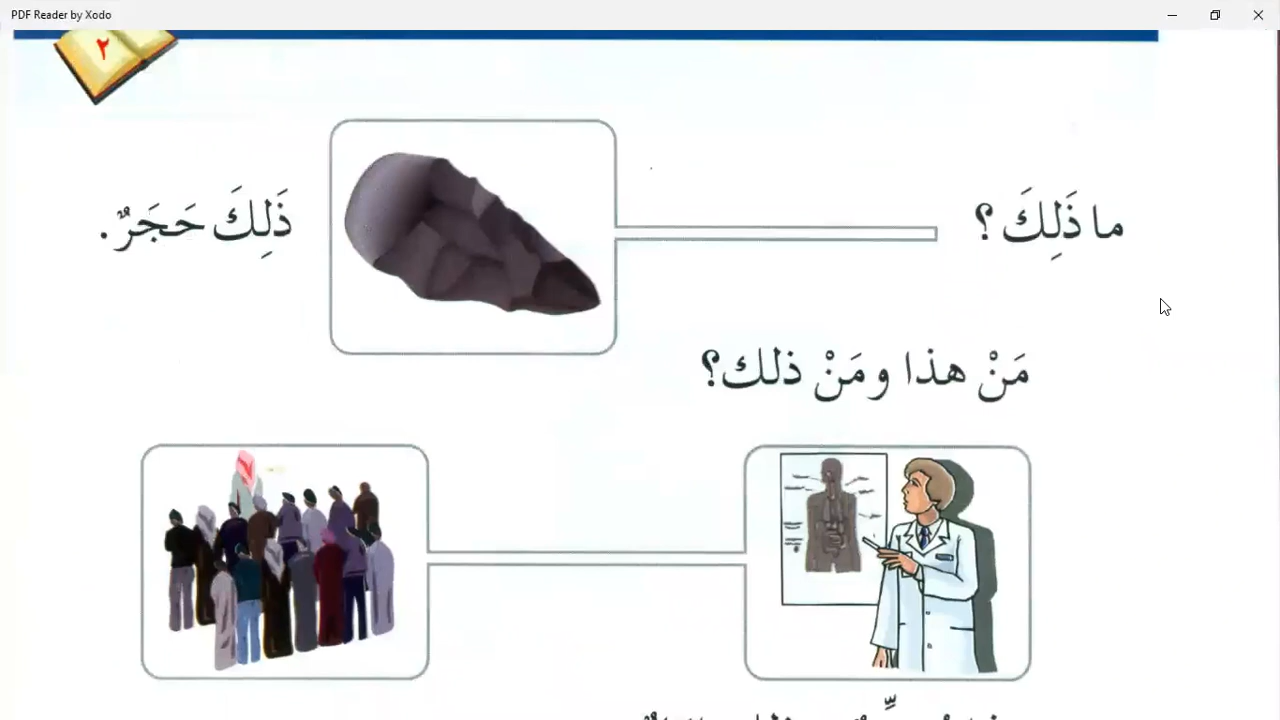 PDF Reader by Xodo
٢
ما ذَلِكَ ؟ ذَلِكَ حَجَرٌ.
مَنْ هذا ومَنْ ذلك؟